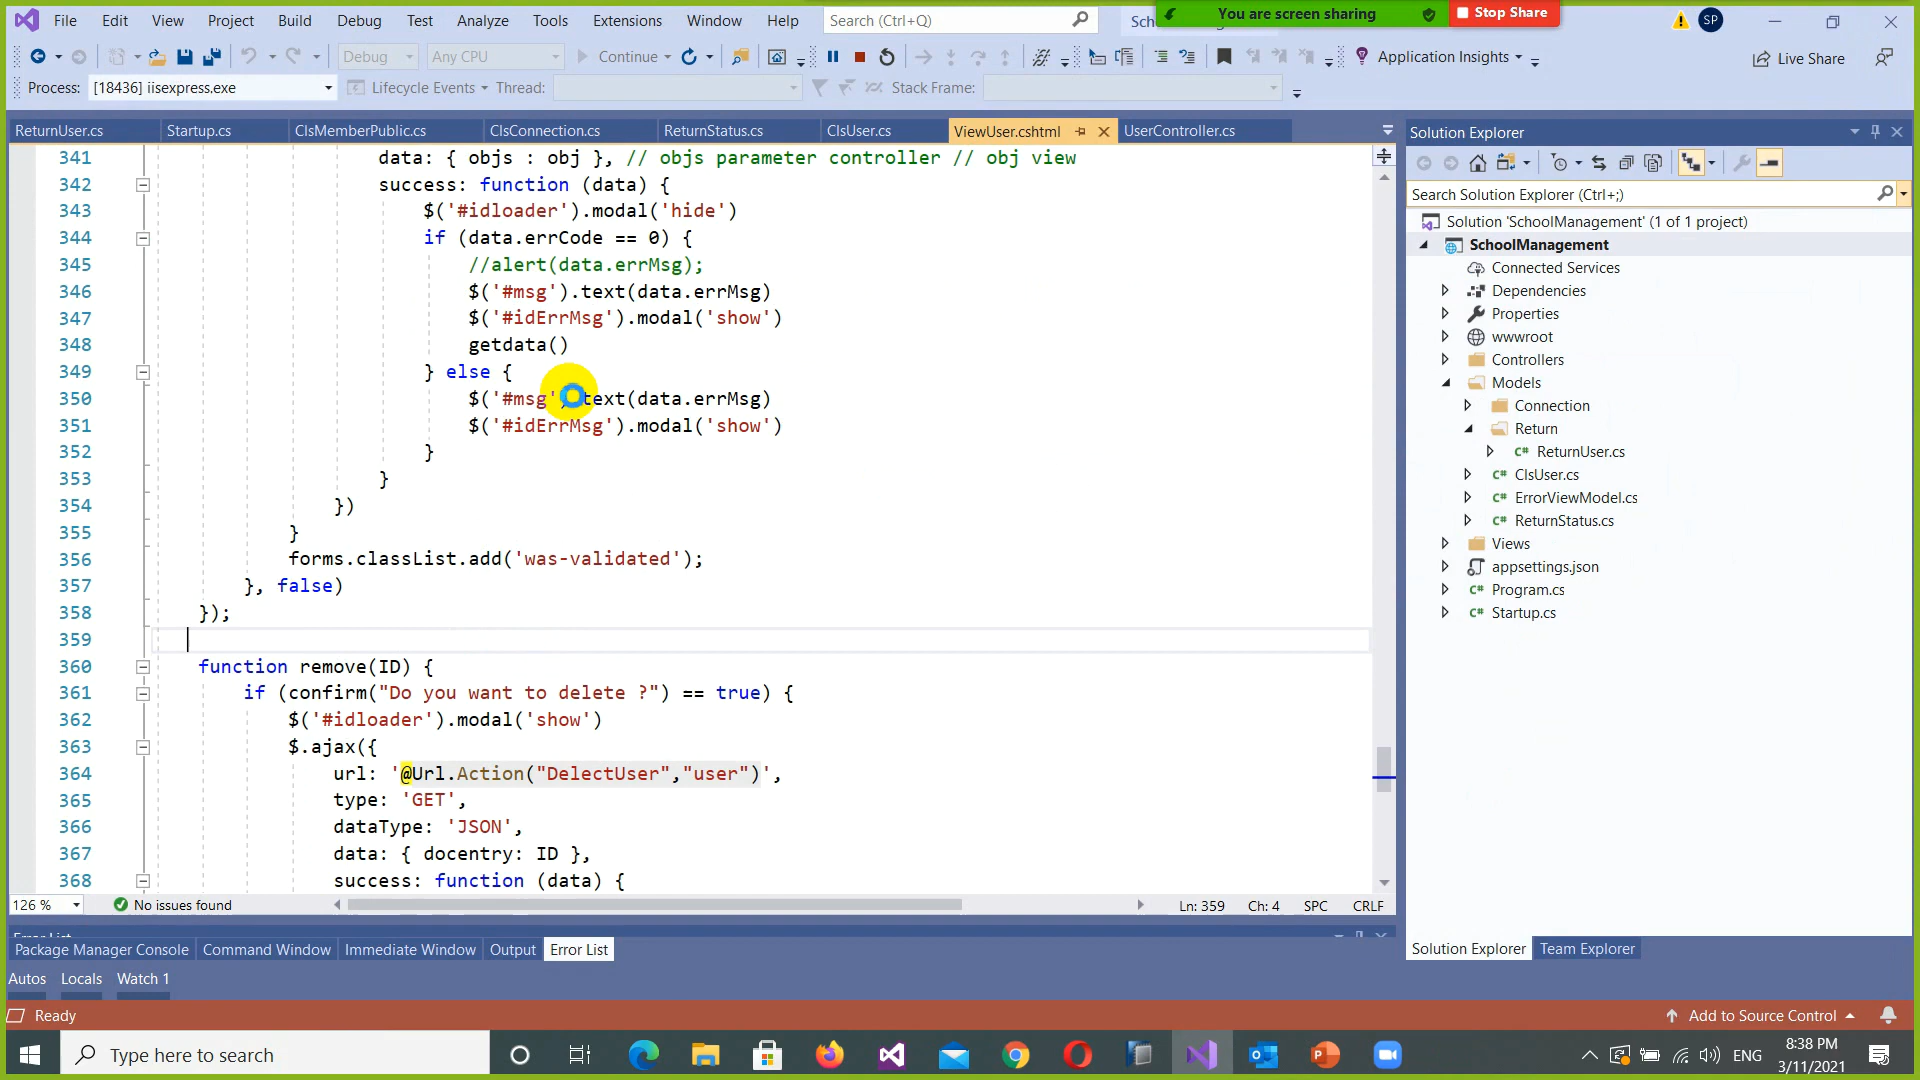 File Edit View Project Build Debug Test Analyze Tools Extensions Window Help Search (Ctrl+Q) You are screen sharing Stop Share SP
Debug Any CPU Continue Application Insights Live Share
Process: [18436] iisexpress.exe Lifecycle Events Thread: Stack Frame:
ReturnUser.cs Startup.cs ClsMemberPublic.cs ClsConnection.cs ReturnStatus.cs ClsUser.cs ViewUser.cshtml UserController.cs
341 data: { objs : obj }, // objs parameter controller // obj view
342 success: function (data) {
343 $('#idloader').modal('hide')
344 if (data.errCode == 0) {
345 //alert(data.errMsg);
346 $('#msg').text(data.errMsg)
347 $('#idErrMsg').modal('show')
348 getdata()
349 } else {
350 $('#msg').text(data.errMsg)
351 $('#idErrMsg').modal('show')
352 }
353 }
354 })
355 }
356 forms.classList.add('was-validated');
357 }, false)
358 });
359
360 function remove(ID) {
361 if (confirm("Do you want to delete ?") == true) {
362 $('#idloader').modal('show')
363 $.ajax({
364 url: '@Url.Action("DelectUser","user")',
365 type: 'GET',
366 dataType: 'JSON',
367 data: { docentry: ID },
368 success: function (data) {
126 % No issues found Ln: 359 Ch: 4 SPC CRLF
Error List
Package Manager Console Command Window Immediate Window Output Error List
Autos Locals Watch 1
Solution Explorer
Search Solution Explorer (Ctrl+;)
Solution 'SchoolManagement' (1 of 1 project)
SchoolManagement
Connected Services
Dependencies
Properties
wwwroot
Controllers
Models
Connection
Return
C# ReturnUser.cs
C# ClsUser.cs
C# ErrorViewModel.cs
C# ReturnStatus.cs
Views
appsettings.json
C# Program.cs
C# Startup.cs
Solution Explorer Team Explorer
Ready Add to Source Control
Type here to search ENG 8:38 PM
3/11/2021